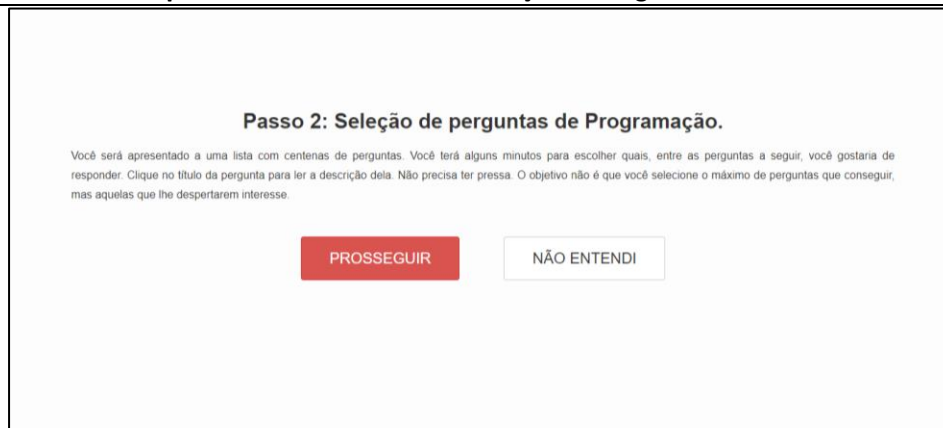 Passo 2: Seleção de perguntas de Programação.
Você será apresentado a uma lista com centenas de perguntas. Você terá alguns minutos para escolher quais, entre as perguntas a seguir, você gostaria de
responder. Clique no título da pergunta para ler a descrição dela. Não precisa ter pressa. O objetivo não é que você selecione o máximo de perguntas que conseguir,
mas aquelas que lhe despertarem interesse.
PROSSEGUIR
NÃO ENTENDI